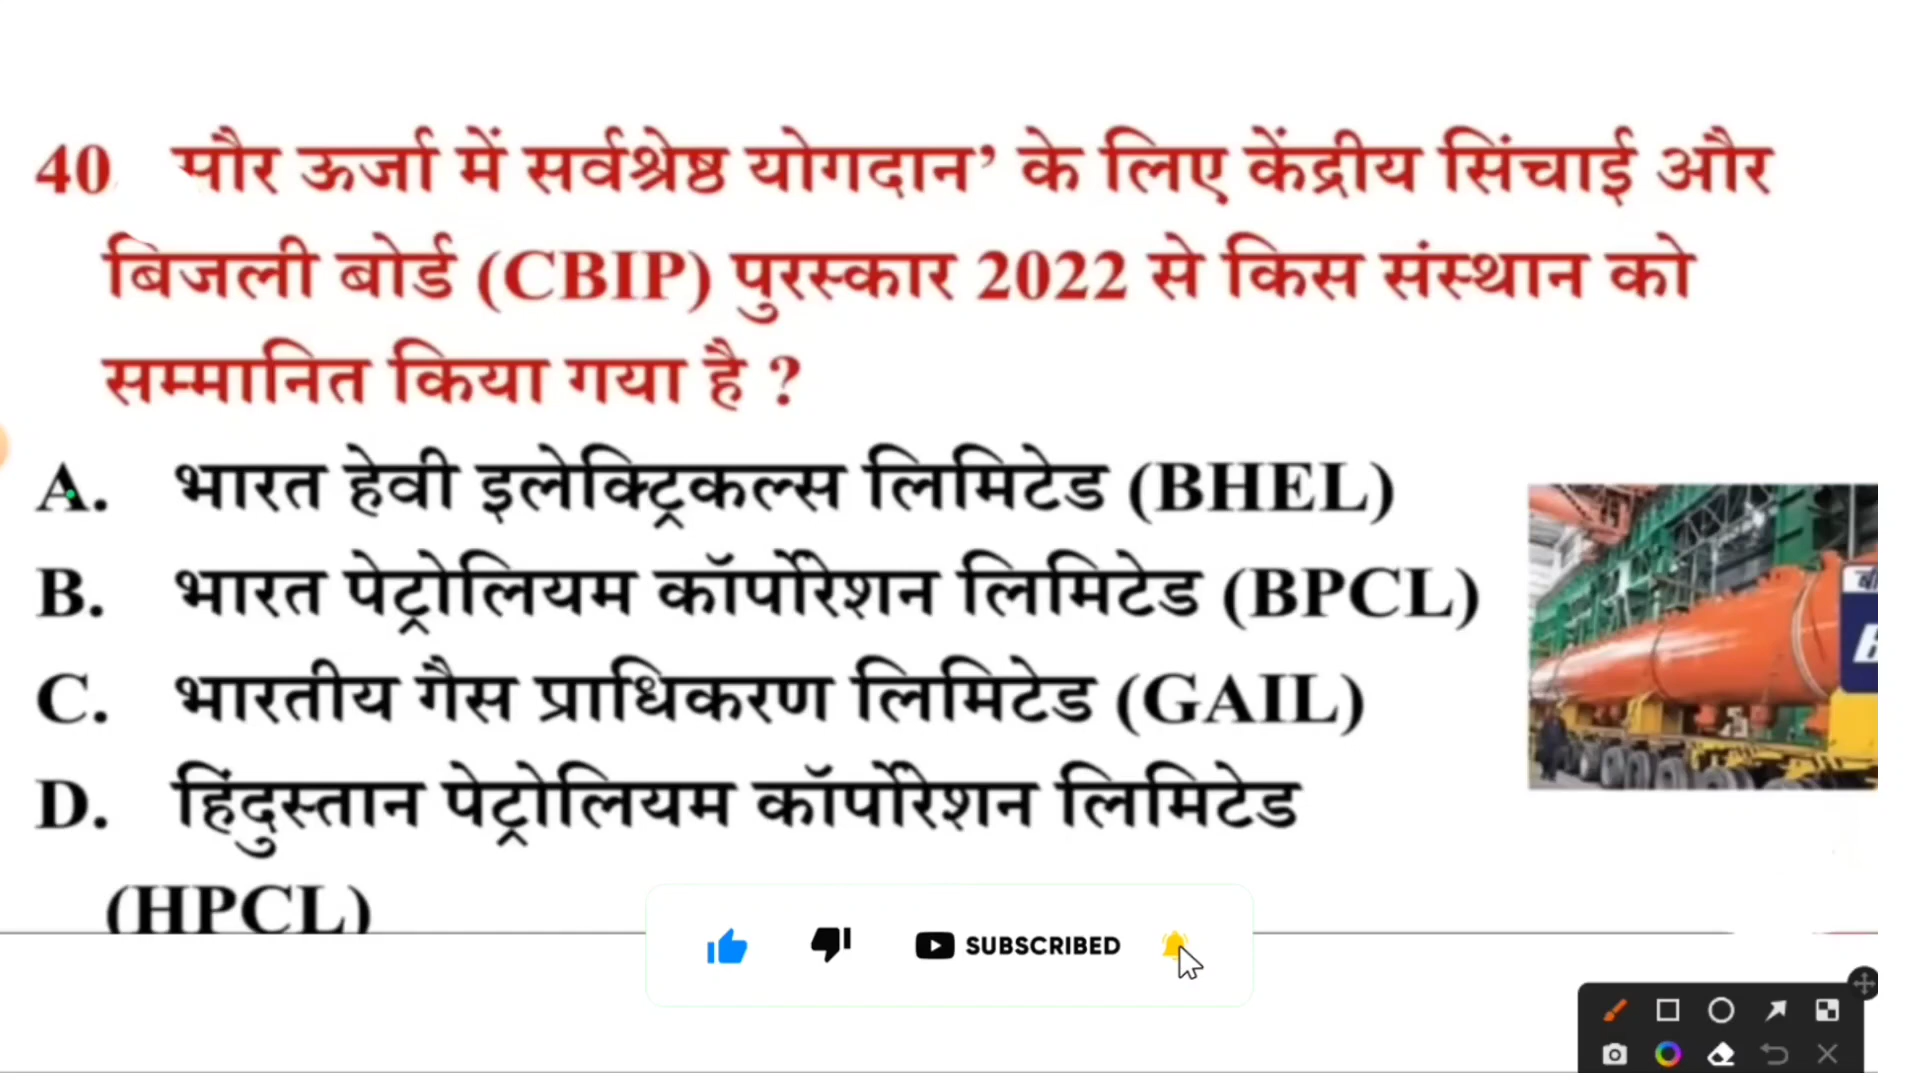 40 पौर ऊर्जा में सर्वश्रेष्ठ योगदान’ के लिए केंद्रीय सिंचाई और
बिजली बोर्ड (CBIP) पुरस्कार 2022 से किस संस्थान को
सम्मानित किया गया है ?
A. भारत हेवी इलेक्ट्रिकल्स लिमिटेड (BHEL)
B. भारत पेट्रोलियम कॉर्पोरेशन लिमिटेड (BPCL)
C. भारतीय गैस प्राधिकरण लिमिटेड (GAIL)
D. हिंदुस्तान पेट्रोलियम कॉर्पोरेशन लिमिटेड
(HPCL)
SUBSCRIBED